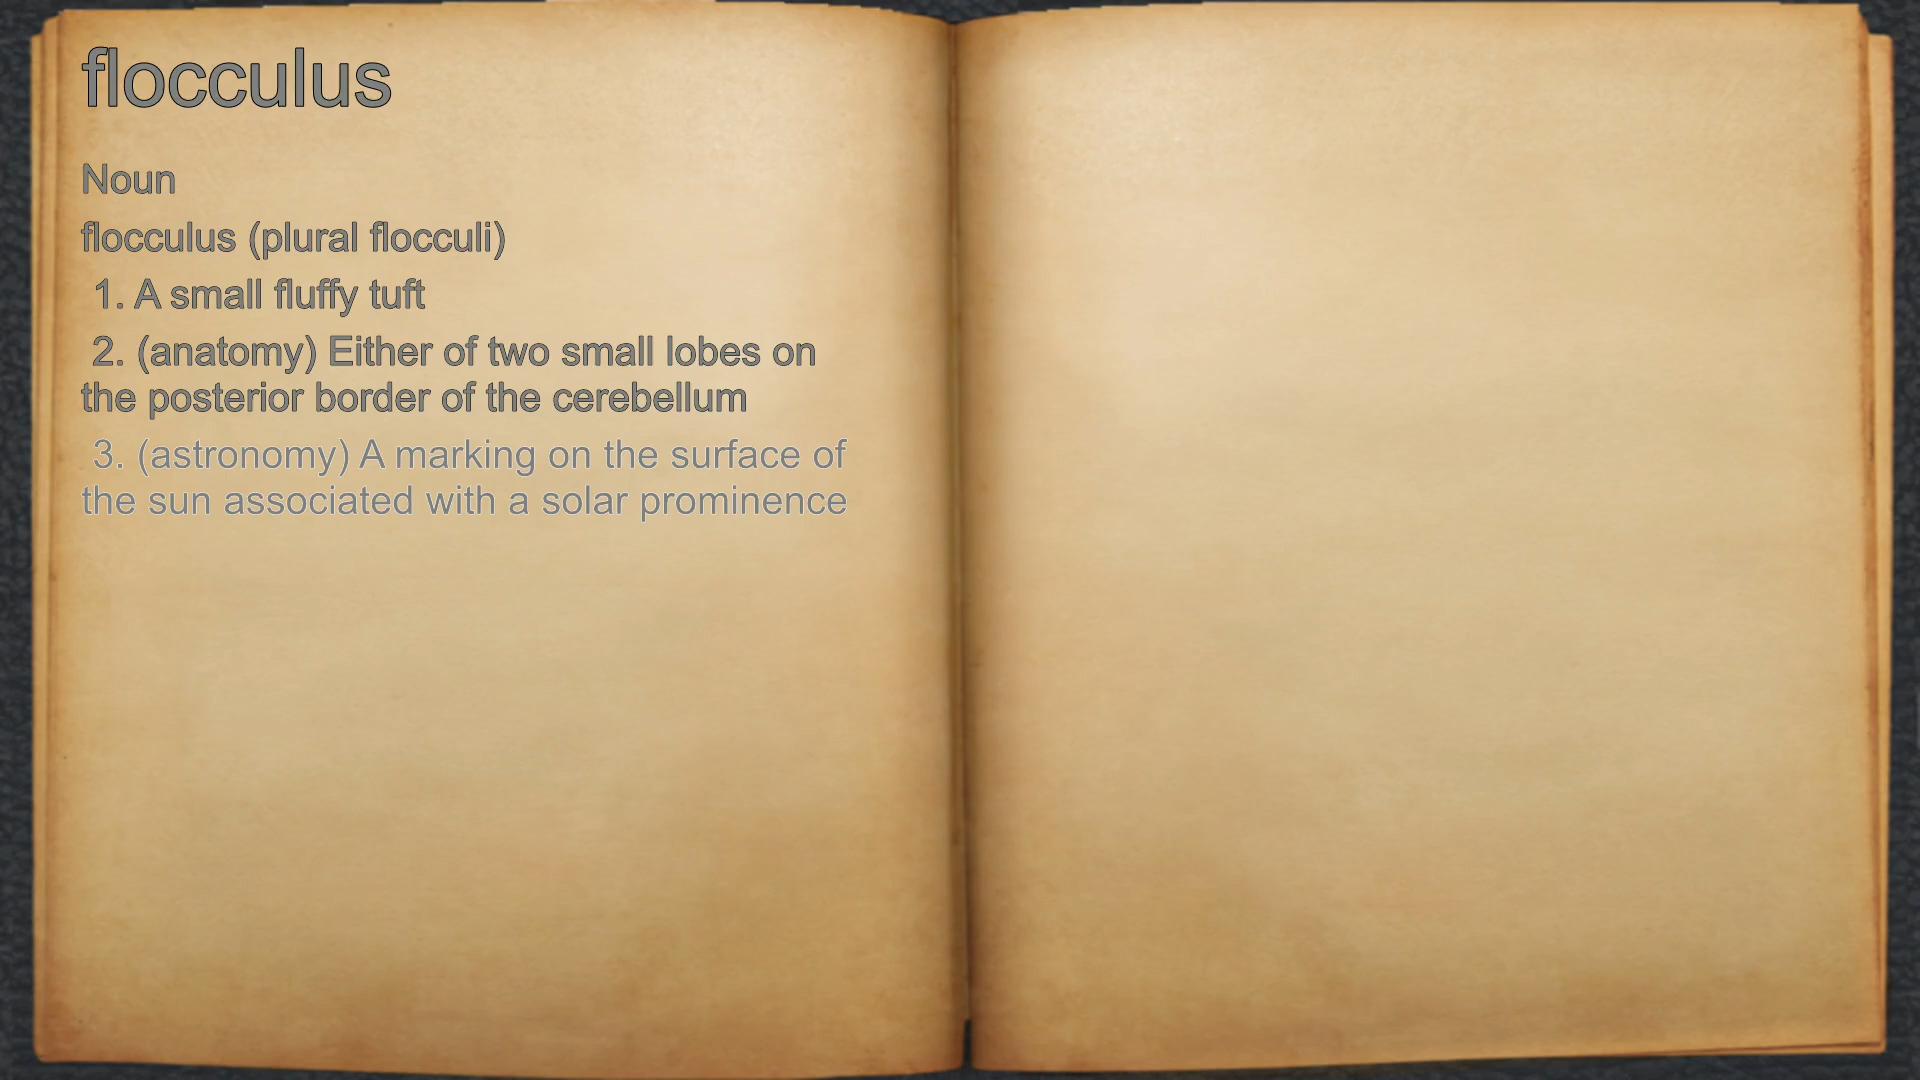 flocculus
Noun
flocculus (plural flocculi)
1. A small fluffy tuft
2. (anatomy) Either of two small lobes on
the posterior border of the cerebellum
3. (astronomy) A marking on the surface of
the sun associated with a solar prominence